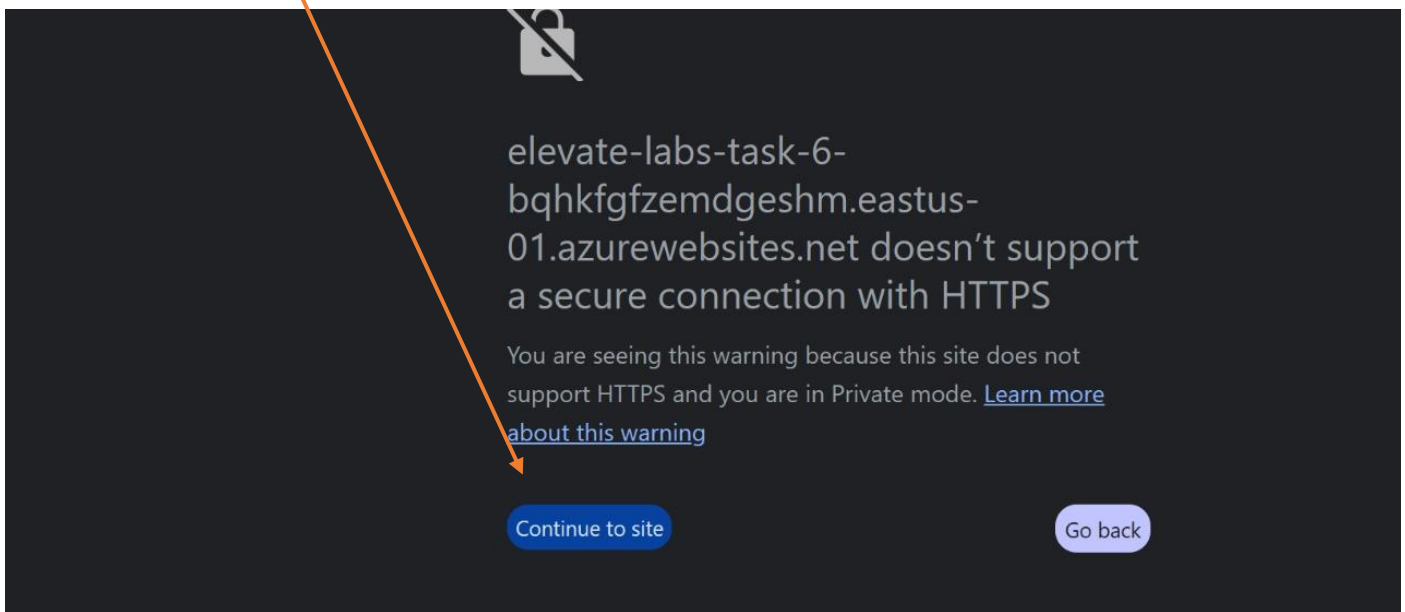 elevate-labs-task-6-
bqhkfgfzemdgeshm.eastus-
01.azurewebsites.net doesn’t support
a secure connection with HTTPS
You are seeing this warning because this site does not
support HTTPS and you are in Private mode. Learn more
about this warning
Continue to site
Go back